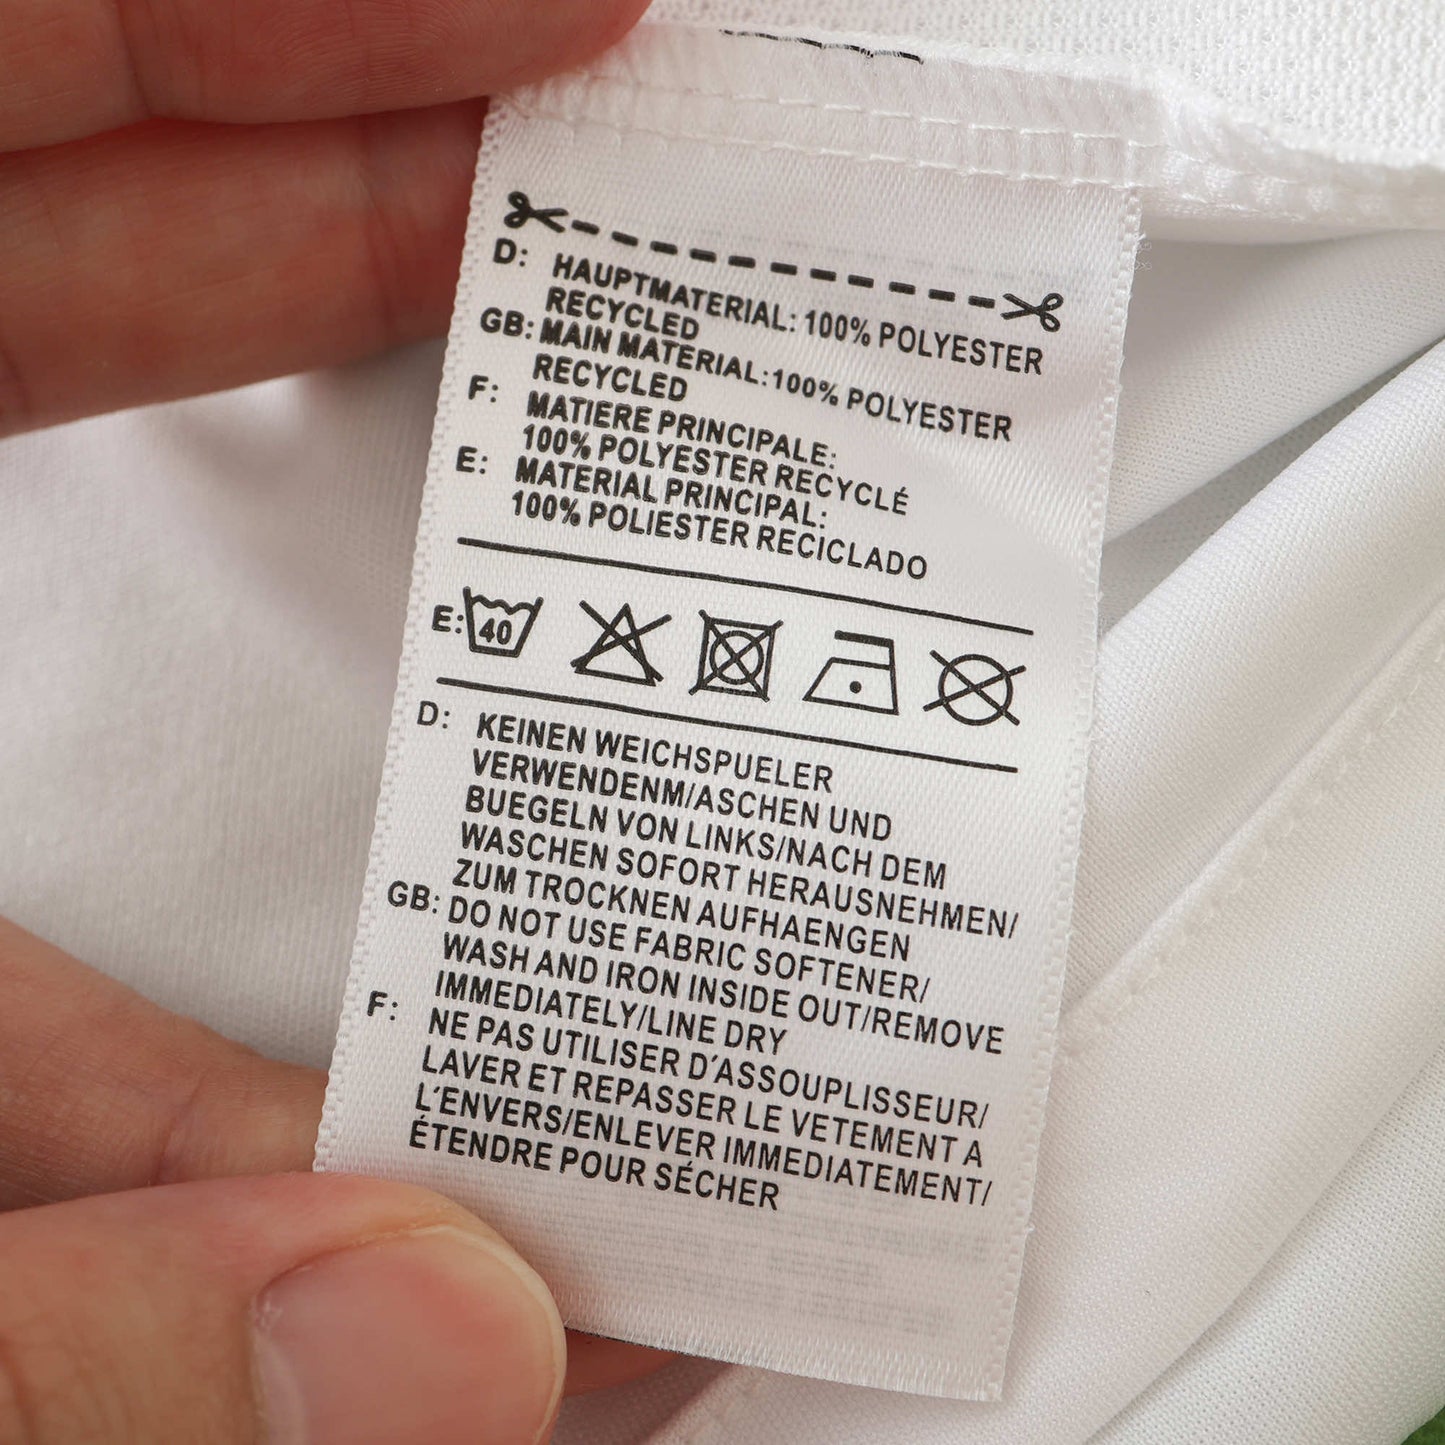 D: HAUPTMATERIAL: 100% POLYESTER
RECYCLED
GB: MAIN MATERIAL:100% POLYESTER
RECYCLED
F: MATIERE PRINCIPALE:
100% POLYESTER RECYCLÉ
E: MATERIAL PRINCIPAL:
100% POLIESTER RECICLADO
E: 40
D: KEINEN WEICHSPUELER
VERWENDENM/ASCHEN UND
BUEGELN VON LINKS/NACH DEM
WASCHEN SOFORT HERAUSNEHMEN/
ZUM TROCKNEN AUFHAENGEN
GB: DO NOT USE FABRIC SOFTENER/
WASH AND IRON INSIDE OUT/REMOVE
IMMEDIATELY/LINE DRY
F: NE PAS UTILISER D´ASSOUPLISSEUR/
LAVER ET REPASSER LE VETEMENT A
L´ENVERS/ENLEVER IMMEDIATEMENT/
ÉTENDRE POUR SÉCHER